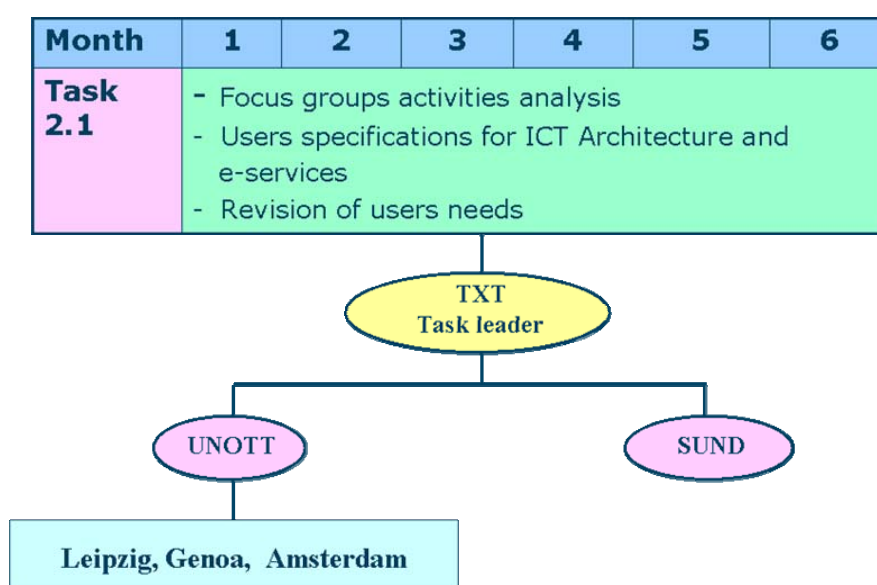 Month 1 2 3 4 5 6
Task
2.1
- Focus groups activities analysis
- Users specifications for ICT Architecture and
e-services
- Revision of users needs
TXT
Task leader
UNOTT
SUND
Leipzig, Genoa, Amsterdam